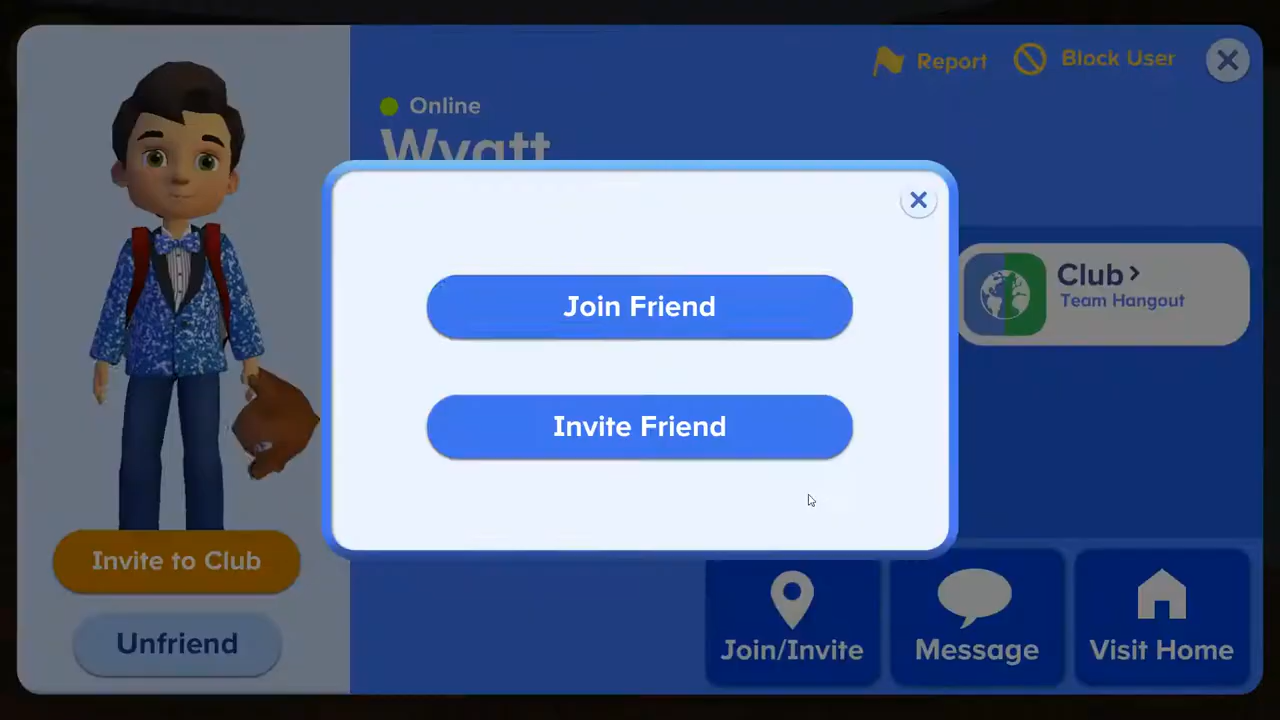 Report
Block User
Online
Wyatt
Join Friend
Club
Team Hangout
Invite Friend
Invite to Club
Unfriend
Join/Invite
Message
Visit Home